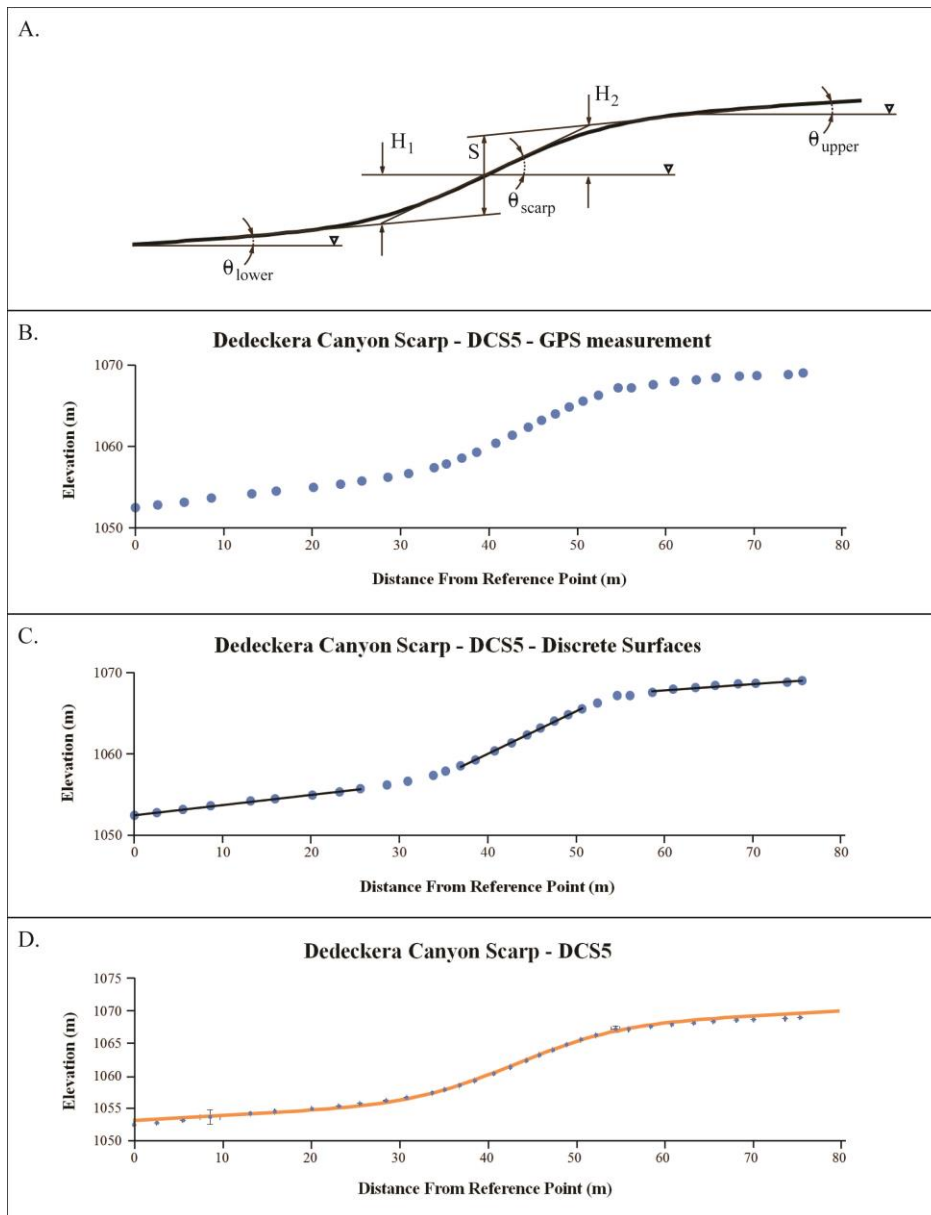 A.
H₁
H₂
S
θscarp
θupper
θlower
B.
Dedeckera Canyon Scarp - DCS5 - GPS measurement
Elevation (m)
1070
1060
1050
0 10 20 30 40 50 60 70 80
Distance From Reference Point (m)
C.
Dedeckera Canyon Scarp - DCS5 - Discrete Surfaces
Elevation (m)
1070
1060
1050
0 10 20 30 40 50 60 70 80
Distance From Reference Point (m)
D.
Dedeckera Canyon Scarp - DCS5
Elevation (m)
1075
1070
1065
1060
1055
1050
0 10 20 30 40 50 60 70 80
Distance From Reference Point (m)